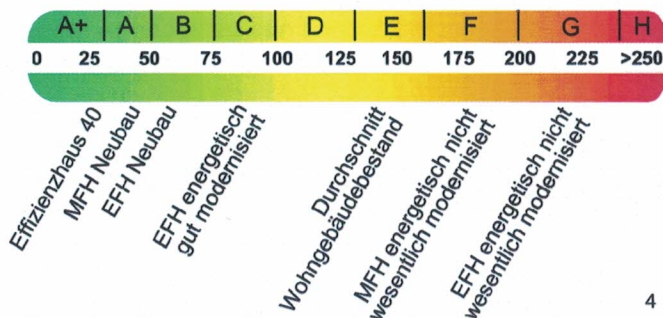 A+ A B C D E F G H
0 25 50 75 100 125 150 175 200 225 >250
Effizienzhaus 40
MFH Neubau
EFH Neubau
EFH energetisch
gut modernisiert
Durchschnitt
Wohngebäudebestand
MFH energetisch nicht
wesentlich modernisiert
EFH energetisch nicht
wesentlich modernisiert
4